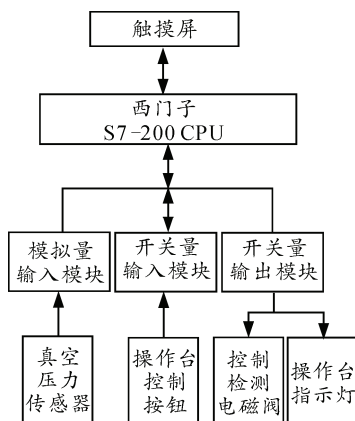 触摸屏
西门子
S7-200 CPU
模拟量
输入模块
开关量
输入模块
开关量
输出模块
真空
压力
传感器
操作台
控制
按钮
控制
检测
电磁阀
操作台
指示灯